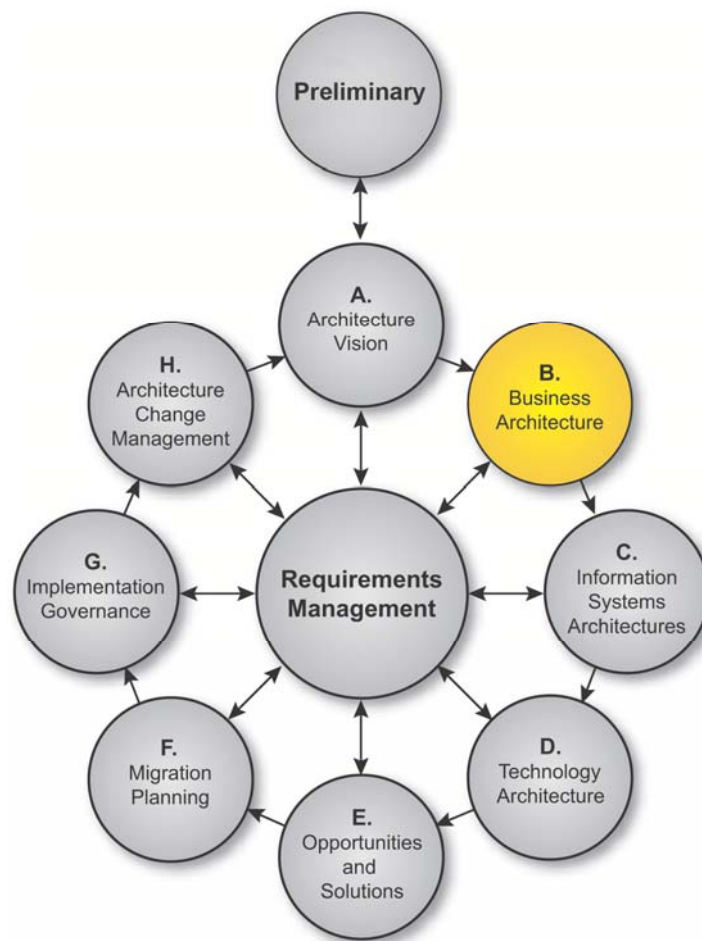 Preliminary
A.
Architecture
Vision
B.
Business
Architecture
C.
Information
Systems
Architectures
D.
Technology
Architecture
E.
Opportunities
and
Solutions
F.
Migration
Planning
G.
Implementation
Governance
H.
Architecture
Change
Management
Requirements
Management